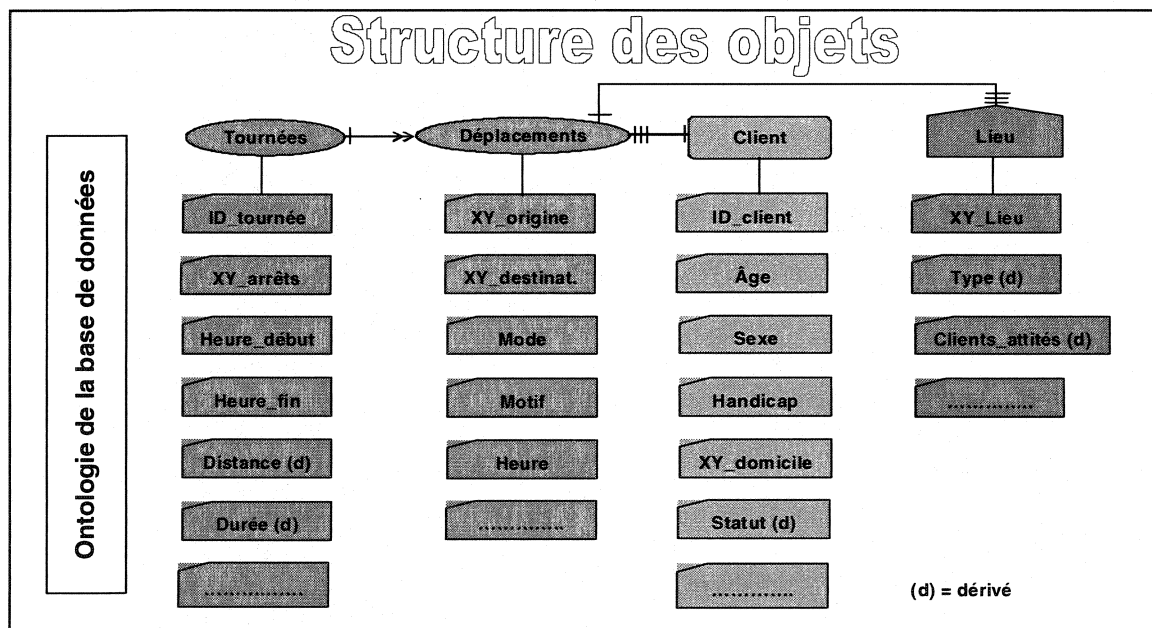 Structure des objets
Ontologie de la base de données
Tournées
ID_tournée
XY_arrêts
Heure_début
Heure_fin
Distance (d)
Durée (d)
................
Déplacements
XY_origine
XY_destinat.
Mode
Motif
Heure
..............
Client
ID_client
Âge
Sexe
Handicap
XY_domicile
Statut (d)
.............
Lieu
XY_Lieu
Type (d)
Clients_attités (d)
..............
(d) = dérivé